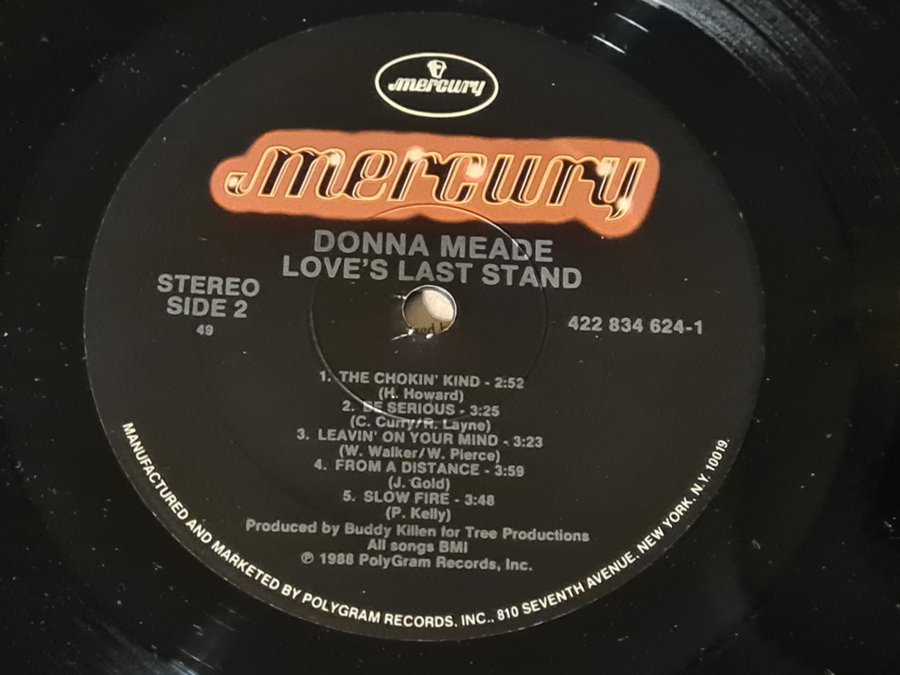 mercury
mercury
DONNA MEADE
LOVE'S LAST STAND
STEREO
SIDE 2
49
422 834 624-1
1. THE CHOKIN' KIND - 2:52
(H. Howard)
2. BE SERIOUS - 3:25
(C. Curry/R. Layne)
3. LEAVIN' ON YOUR MIND - 3:23
(W. Walker/W. Pierce)
4. FROM A DISTANCE - 3:59
(J. Gold)
5. SLOW FIRE - 3:48
(P. Kelly)
Produced by Buddy Killen for Tree Productions
All songs BMI
℗ 1988 PolyGram Records, Inc.
MANUFACTURED AND MARKETED BY POLYGRAM RECORDS, INC., 810 SEVENTH AVENUE, NEW YORK, N.Y. 10019.